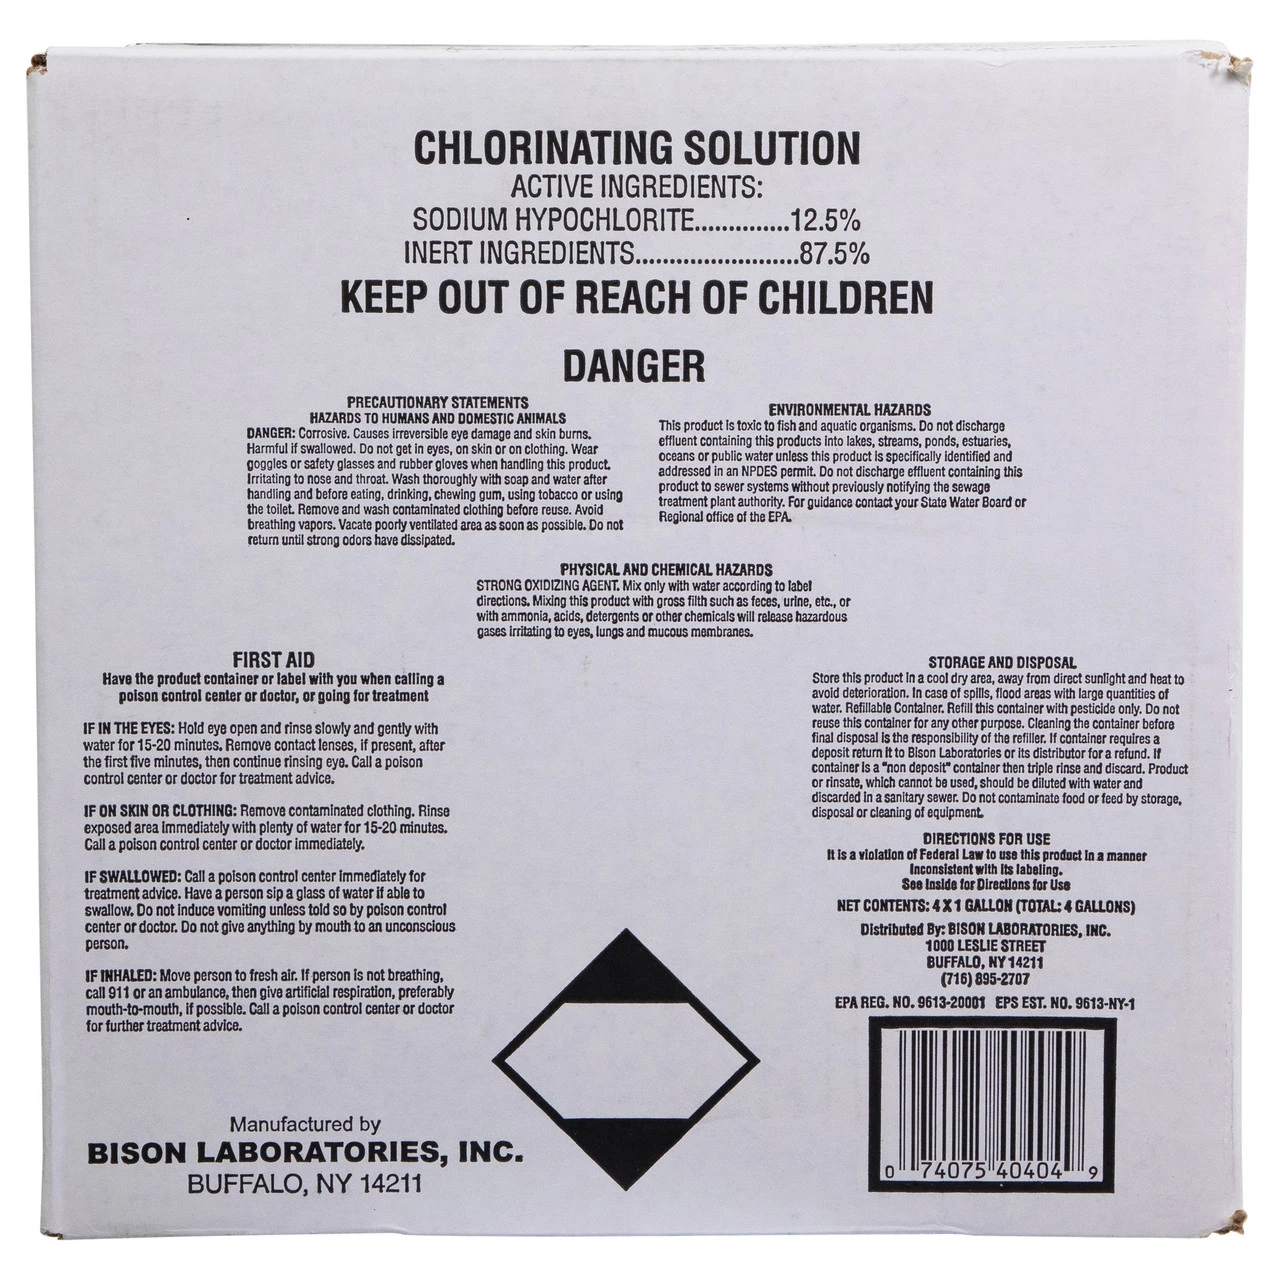 CHLORINATING SOLUTION
ACTIVE INGREDIENTS:
SODIUM HYPOCHLORITE..............12.5%
INERT INGREDIENTS........................87.5%
KEEP OUT OF REACH OF CHILDREN
DANGER
PRECAUTIONARY STATEMENTS
HAZARDS TO HUMANS AND DOMESTIC ANIMALS
DANGER: Corrosive. Causes irreversible eye damage and skin burns.
Harmful if swallowed. Do not get in eyes, on skin or on clothing. Wear
goggles or safety glasses and rubber gloves when handling this product.
Irritating to nose and throat. Wash thoroughly with soap and water after
handling and before eating, drinking, chewing gum, using tobacco or using
the toilet. Remove and wash contaminated clothing before reuse. Avoid
breathing vapors. Vacate poorly ventilated area as soon as possible. Do not
return until strong odors have dissipated.
ENVIRONMENTAL HAZARDS
This product is toxic to fish and aquatic organisms. Do not discharge
effluent containing this products into lakes, streams, ponds, estuaries,
oceans or public water unless this product is specifically identified and
addressed in an NPDES permit. Do not discharge effluent containing this
product to sewer systems without previously notifying the sewage
treatment plant authority. For guidance contact your State Water Board or
Regional office of the EPA.
PHYSICAL AND CHEMICAL HAZARDS
STRONG OXIDIZING AGENT. Mix only with water according to label
directions. Mixing this product with gross filth such as feces, urine, etc., or
with ammonia, acids, detergents or other chemicals will release hazardous
gases irritating to eyes, lungs and mucous membranes.
FIRST AID
Have the product container or label with you when calling a
poison control center or doctor, or going for treatment
IF IN THE EYES: Hold eye open and rinse slowly and gently with
water for 15-20 minutes. Remove contact lenses, if present, after
the first five minutes, then continue rinsing eye. Call a poison
control center or doctor for treatment advice.
IF ON SKIN OR CLOTHING: Remove contaminated clothing. Rinse
exposed area immediately with plenty of water for 15-20 minutes.
Call a poison control center or doctor immediately.
IF SWALLOWED: Call a poison control center immediately for
treatment advice. Have a person sip a glass of water if able to
swallow. Do not induce vomiting unless told so by poison control
center or doctor. Do not give anything by mouth to an unconscious
person.
IF INHALED: Move person to fresh air. If person is not breathing,
call 911 or an ambulance, then give artificial respiration, preferably
mouth-to-mouth, if possible. Call a poison control center or doctor
for further treatment advice.
Manufactured by
BISON LABORATORIES, INC.
BUFFALO, NY 14211
STORAGE AND DISPOSAL
Store this product in a cool dry area, away from direct sunlight and heat to
avoid deterioration. In case of spills, flood areas with large quantities of
water. Refillable Container. Refill this container with pesticide only. Do not
reuse this container for any other purpose. Cleaning the container before
final disposal is the responsibility of the refiller. If container requires a
deposit return it to Bison Laboratories or its distributor for a refund. If
container is a "non deposit" container then triple rinse and discard. Product
or rinsate, which cannot be used, should be diluted with water and
discarded in a sanitary sewer. Do not contaminate food or feed by storage,
disposal or cleaning of equipment.
DIRECTIONS FOR USE
It is a violation of Federal Law to use this product in a manner
inconsistent with its labeling.
See Inside for Directions for Use
NET CONTENTS: 4 X 1 GALLON (TOTAL: 4 GALLONS)
Distributed By: BISON LABORATORIES, INC.
1000 LESLIE STREET
BUFFALO, NY 14211
(716) 895-2707
EPA REG. NO. 9613-20001 EPS EST. NO. 9613-NY-1
0 74075 40404 9